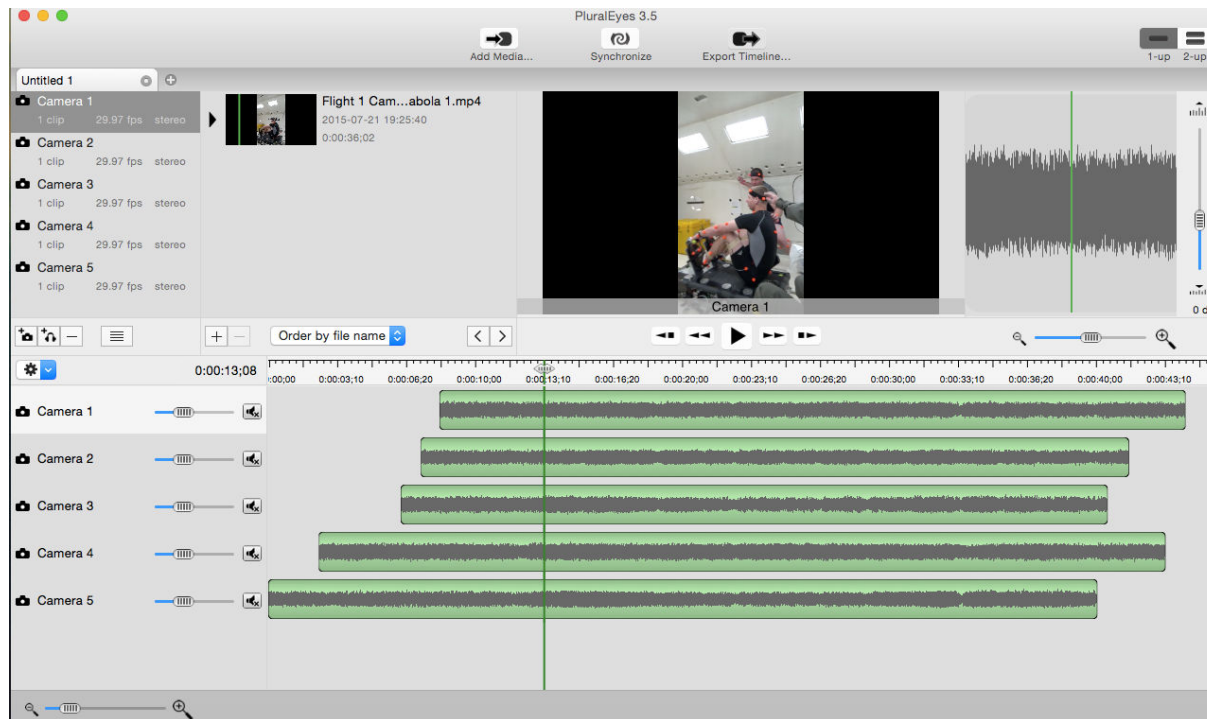 PluralEyes 3.5
Add Media... Synchronize Export Timeline... 1-up 2-up
Untitled 1
Camera 1
1 clip 29.97 fps stereo
Camera 2
1 clip 29.97 fps stereo
Camera 3
1 clip 29.97 fps stereo
Camera 4
1 clip 29.97 fps stereo
Camera 5
1 clip 29.97 fps stereo
Flight 1 Cam...abola 1.mp4
2015-07-21 19:25:40
0:00:36;02
Camera 1
0 d
Order by file name
0:00:13;08
:00;00 0:00:03;10 0:00:06;20 0:00:10;00 0:00:13;10 0:00:16;20 0:00:20;00 0:00:23;10 0:00:26;20 0:00:30;00 0:00:33;10 0:00:36;20 0:00:40;00 0:00:43;10
Camera 1
Camera 2
Camera 3
Camera 4
Camera 5